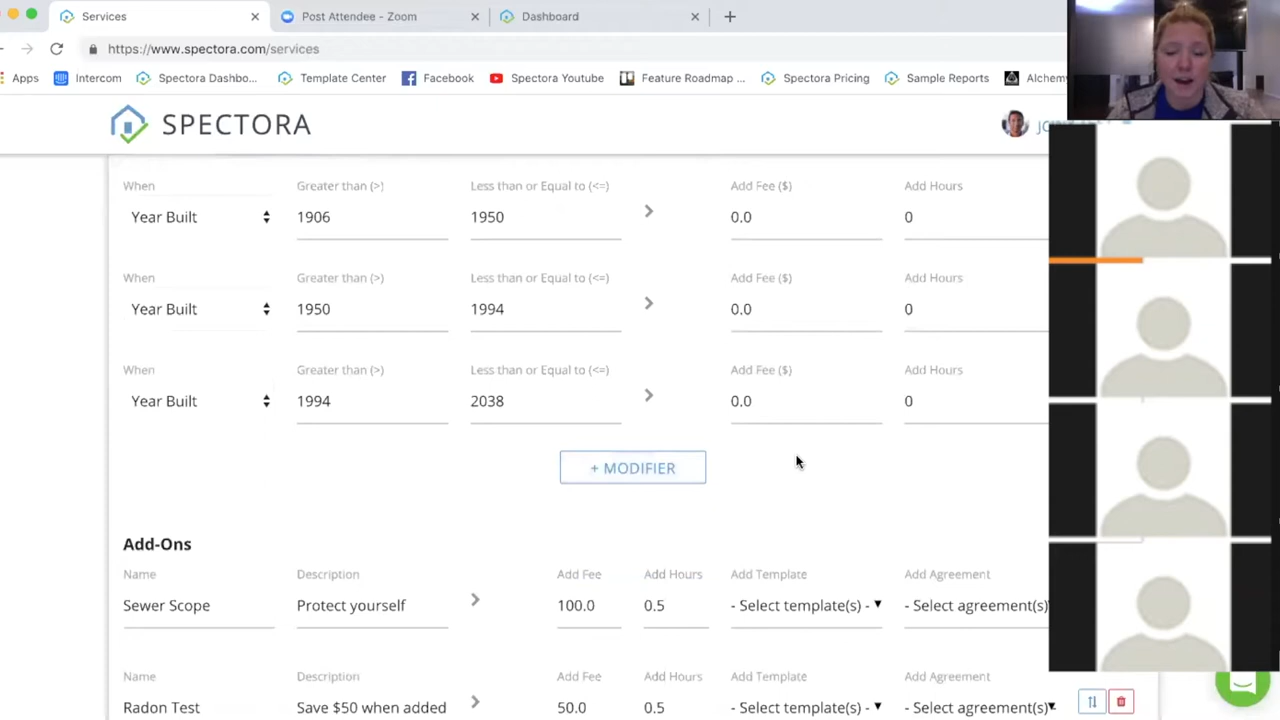 Services
Post Attendee - Zoom
Dashboard
https://www.spectora.com/services
Apps Intercom Spectora Dashbo... Template Center Facebook Spectora Youtube Feature Roadmap ... Spectora Pricing Sample Reports Alchem
SPECTORA
When Greater than (>) Less than or Equal to (<=) Add Fee ($) Add Hours
Year Built 1906 1950 0.0 0
When Greater than (>) Less than or Equal to (<=) Add Fee ($) Add Hours
Year Built 1950 1994 0.0 0
When Greater than (>) Less than or Equal to (<=) Add Fee ($) Add Hours
Year Built 1994 2038 0.0 0
+ MODIFIER
Add-Ons
Name Description Add Fee Add Hours Add Template Add Agreement
Sewer Scope Protect yourself 100.0 0.5 - Select template(s) - - Select agreement(s)
Name Description Add Fee Add Hours Add Template Add Agreement
Radon Test Save $50 when added 50.0 0.5 - Select template(s) - - Select agreement(s)